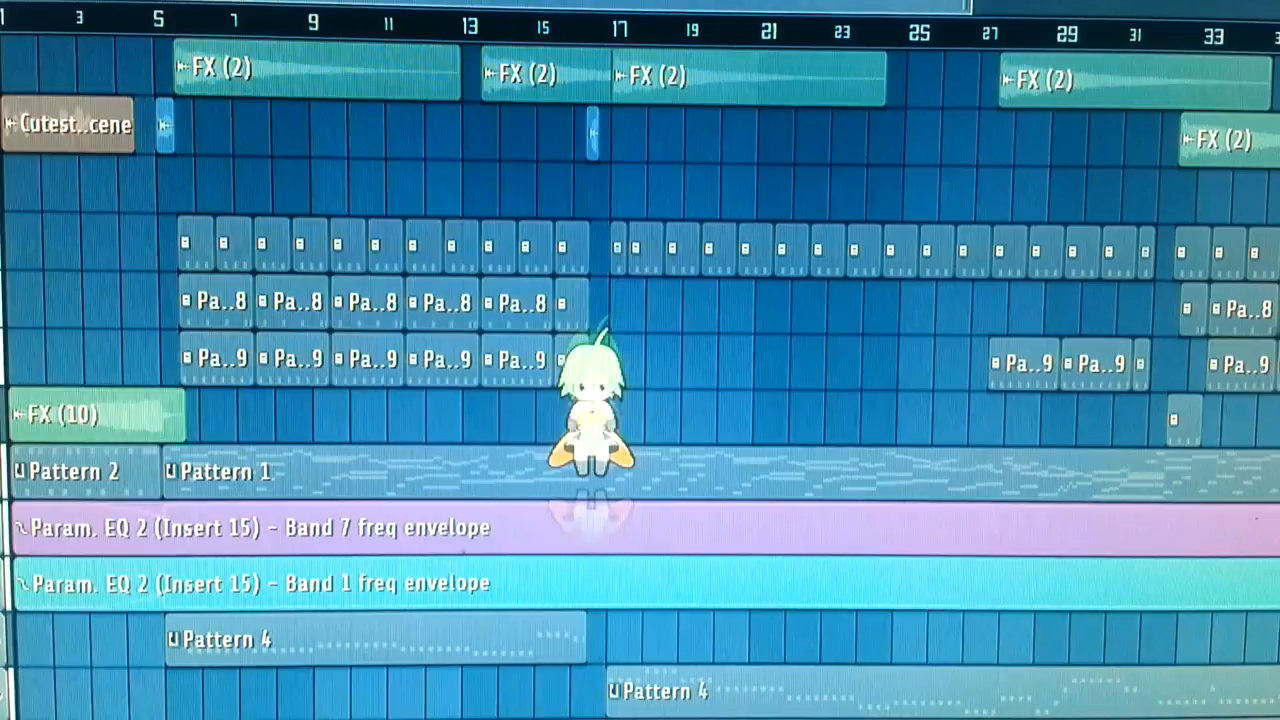 1 3 5 7 9 11 13 15 17 19 21 23 25 27 29 31 33
FX (2) FX (2) FX (2) FX (2)
Cutest..cene FX (2)
Pa..8 Pa..8 Pa..8 Pa..8 Pa..8 Pa..8
Pa..9 Pa..9 Pa..9 Pa..9 Pa..9 Pa..9 Pa..9 Pa..9
FX (10)
Pattern 2 Pattern 1
Param. EQ 2 (Insert 15) - Band 7 freq envelope
Param. EQ 2 (Insert 15) - Band 1 freq envelope
Pattern 4
Pattern 4